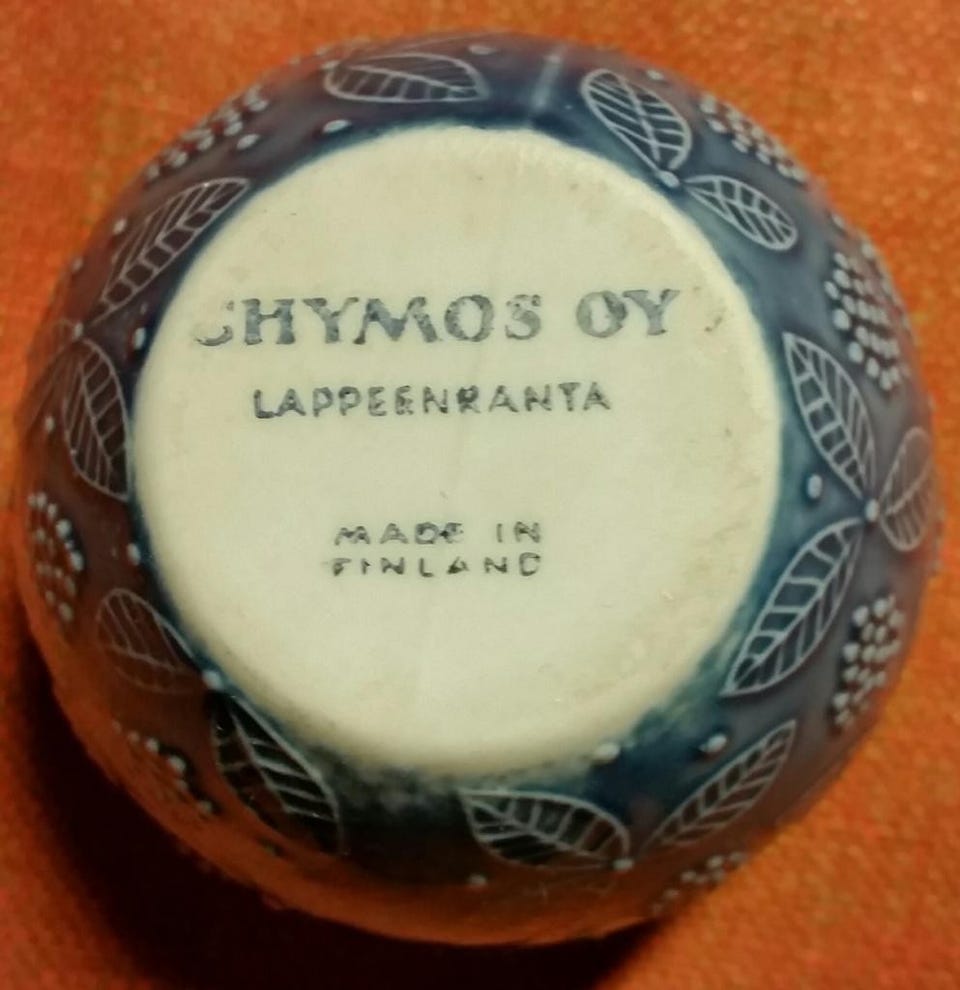 CHYMOS OY
LAPPEENRANTA
MADE IN
FINLAND